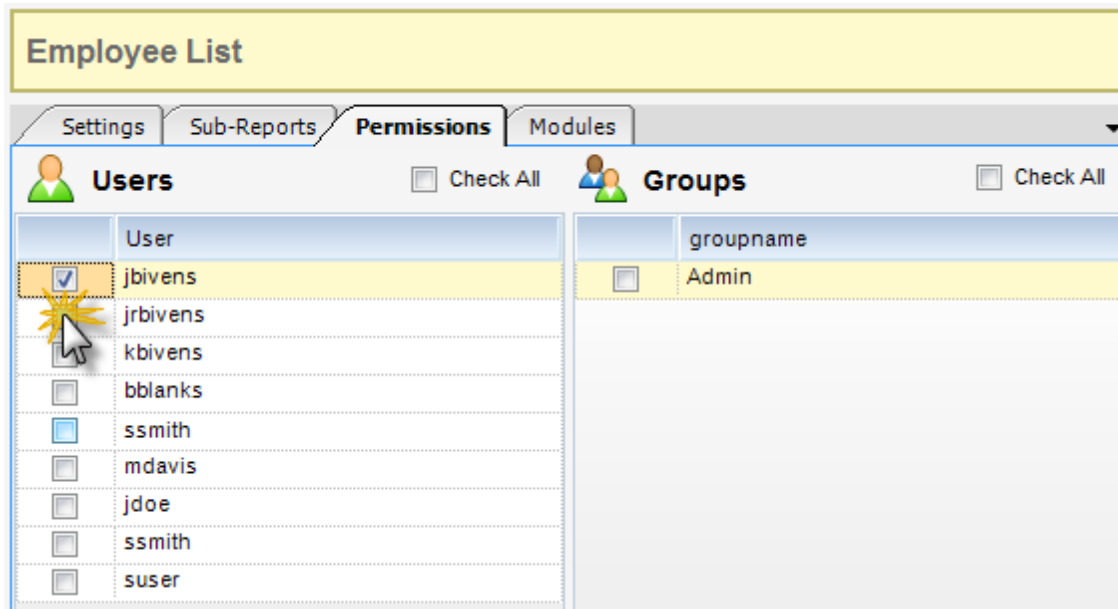 Employee List
Settings Sub-Reports Permissions Modules
Users Check All Groups Check All
User groupname
jbivens Admin
jrbivens
kbivens
bblanks
ssmith
mdavis
jdoe
ssmith
suser